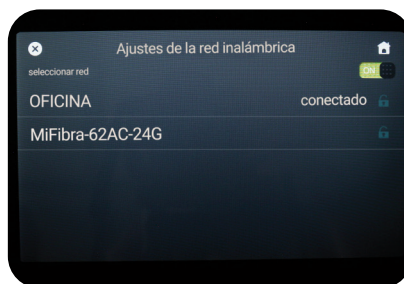 Ajustes de la red inalámbrica
seleccionar red
ON
OFICINA conectado
MiFibra-62AC-24G